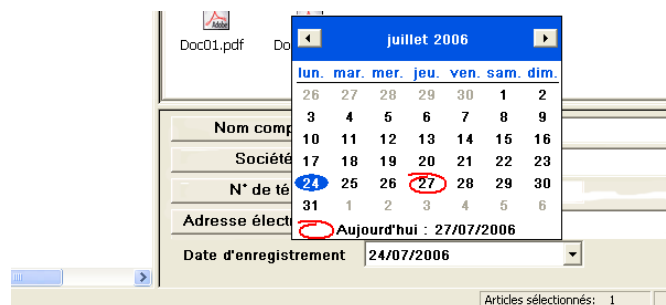 Adobe
Doc01.pdf Do
juillet 2006
lun. mar. mer. jeu. ven. sam. dim.
26 27 28 29 30 1 2
3 4 5 6 7 8 9
10 11 12 13 14 15 16
17 18 19 20 21 22 23
24 25 26 27 28 29 30
31 1 2 3 4 5 6
Aujourd'hui : 27/07/2006
Nom comp
Société
N° de té
Adresse élect
Date d'enregistrement 24/07/2006
Articles sélectionnés: 1